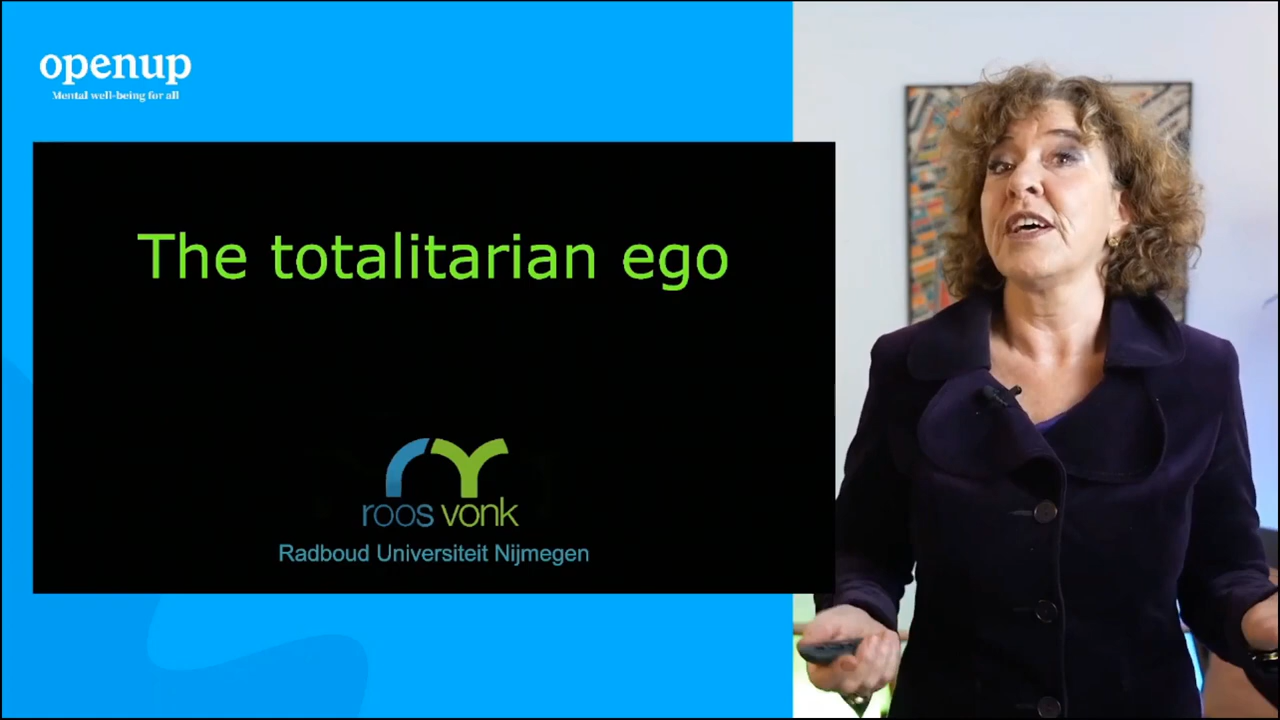 openup
Mental well-being for all
The totalitarian ego
roos vonk
Radboud Universiteit Nijmegen